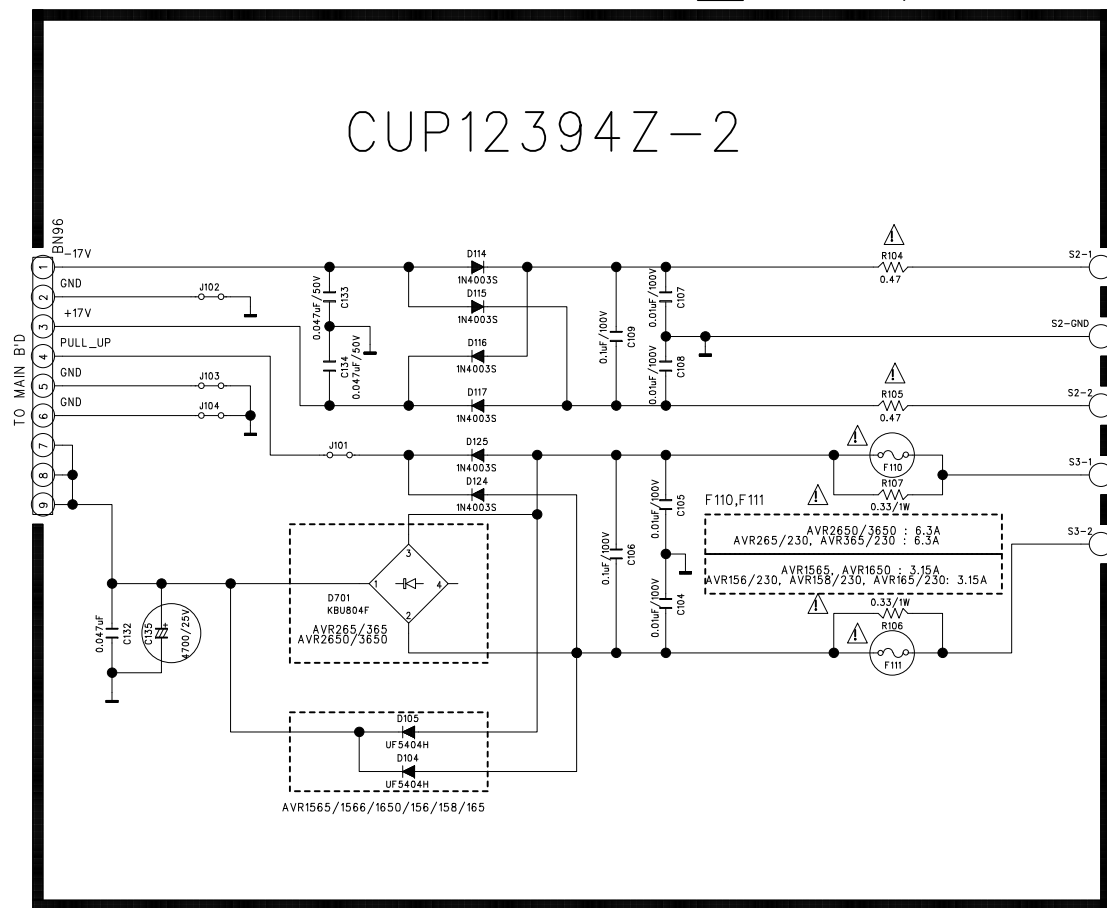 CUP12394Z-2
BN96
TO MAIN B'D
1
-17V
2
GND
3
+17V
4
PULL_UP
5
GND
6
GND
7
8
9
J102
J103
J104
J101
0.047uF/50V
C133
C134
0.047uF/50V
D114
1N4003S
D115
1N4003S
D116
1N4003S
D117
1N4003S
D125
1N4003S
D124
1N4003S
0.1uF/100V
C109
0.01uF/100V
C107
0.01uF/100V
C108
R104
0.47
R105
0.47
S2-1
S2-GND
S2-2
S3-1
S3-2
F110
R107
0.33/1W
0.1uF/100V
C106
0.01uF/100V
C105
0.01uF/100V
C104
F110,F111
AVR2650/3650 : 6.3A
AVR265/230, AVR365/230 : 6.3A
AVR1565, AVR1650 : 3.15A
AVR156/230, AVR158/230, AVR165/230: 3.15A
0.33/1W
R106
F111
3
1
4
2
D701
KBU804F
AVR265/365
AVR2650/3650
0.047uF
C132
C135
+
4700/25V
D105
UF5404H
D104
UF5404H
AVR1565/1566/1650/156/158/165